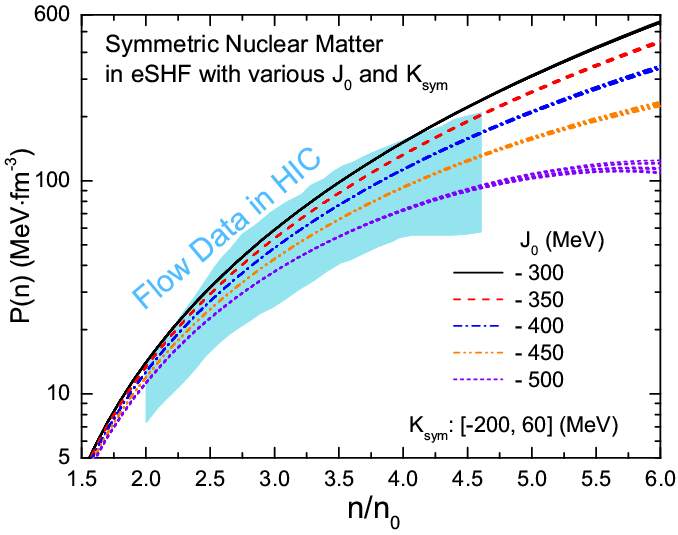 600
100
10
5
P(n) (MeV·fm⁻³)
Symmetric Nuclear Matter
in eSHF with various J₀ and Kₛᵧₘ
Flow Data in HIC
J₀ (MeV)
- 300
- 350
- 400
- 450
- 500
Kₛᵧₘ: [-200, 60] (MeV)
1.5 2.0 2.5 3.0 3.5 4.0 4.5 5.0 5.5 6.0
n/n₀